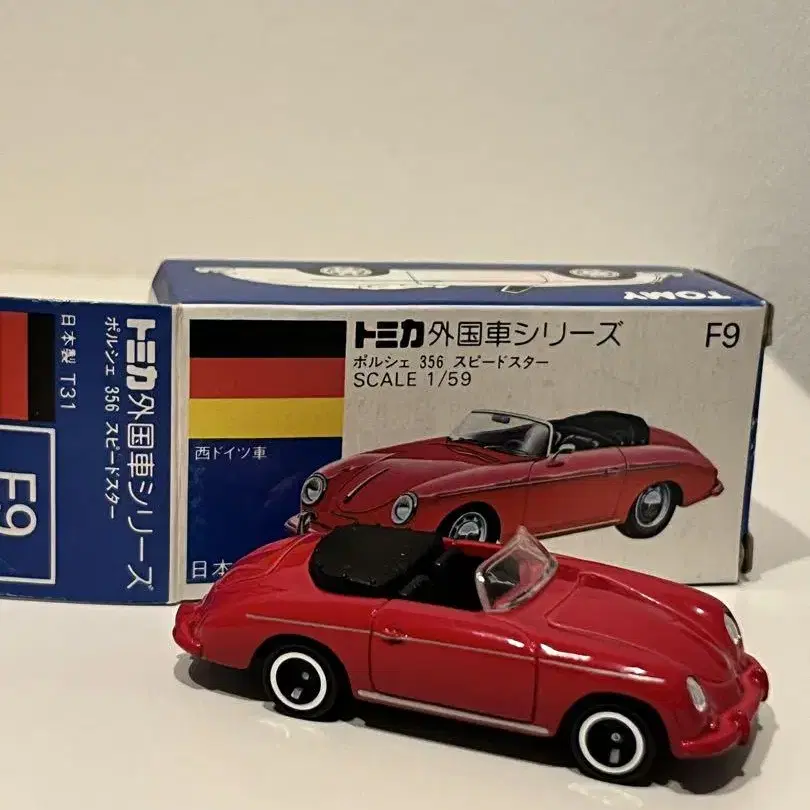 TOMY
トミカ外国車シリーズ F9
ポルシェ 356 スピードスター
SCALE 1/59
西ドイツ車
日本
トミカ外国車シリーズ
ポルシェ 356 スピードスター
日本製 T31
F9